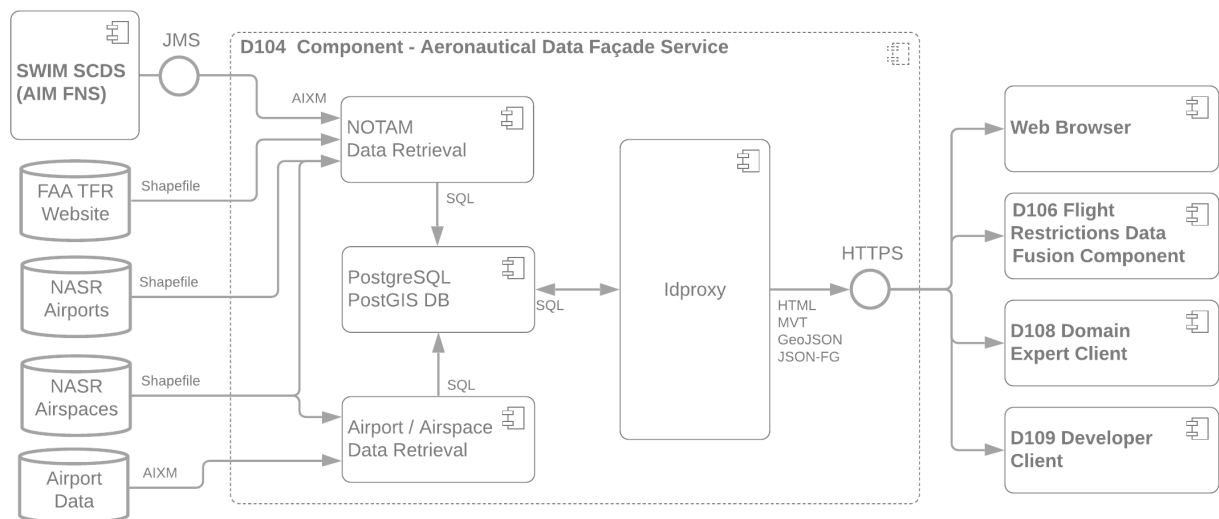 SWIM SCDS
(AIM FNS)
JMS
D104 Component - Aeronautical Data Façade Service
AIXM
NOTAM
Data Retrieval
FAA TFR
Website
Shapefile
SQL
NASR
Airports
Shapefile
PostgreSQL
PostGIS DB
SQL
NASR
Airspaces
Shapefile
SQL
Airport / Airspace
Data Retrieval
Airport
Data
AIXM
Idproxy
HTTPS
HTML
MVT
GeoJSON
JSON-FG
Web Browser
D106 Flight
Restrictions Data
Fusion Component
D108 Domain
Expert Client
D109 Developer
Client